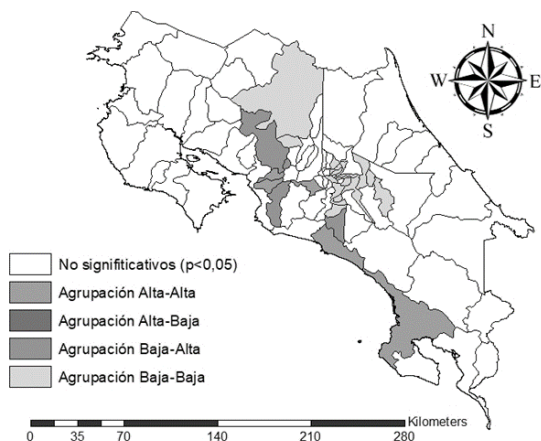 N
W E
S
No signifiticativos (p<0,05)
Agrupación Alta-Alta
Agrupación Alta-Baja
Agrupación Baja-Alta
Agrupación Baja-Baja
Kilometers
0 35 70 140 210 280